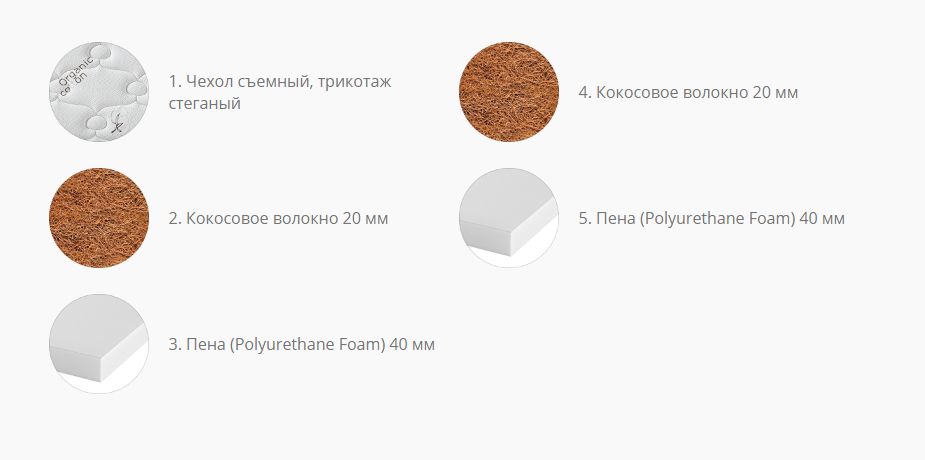 Organic
1. Чехол съемный, трикотаж
стеганый
2. Кокосовое волокно 20 мм
3. Пена (Polyurethane Foam) 40 мм
4. Кокосовое волокно 20 мм
5. Пена (Polyurethane Foam) 40 мм